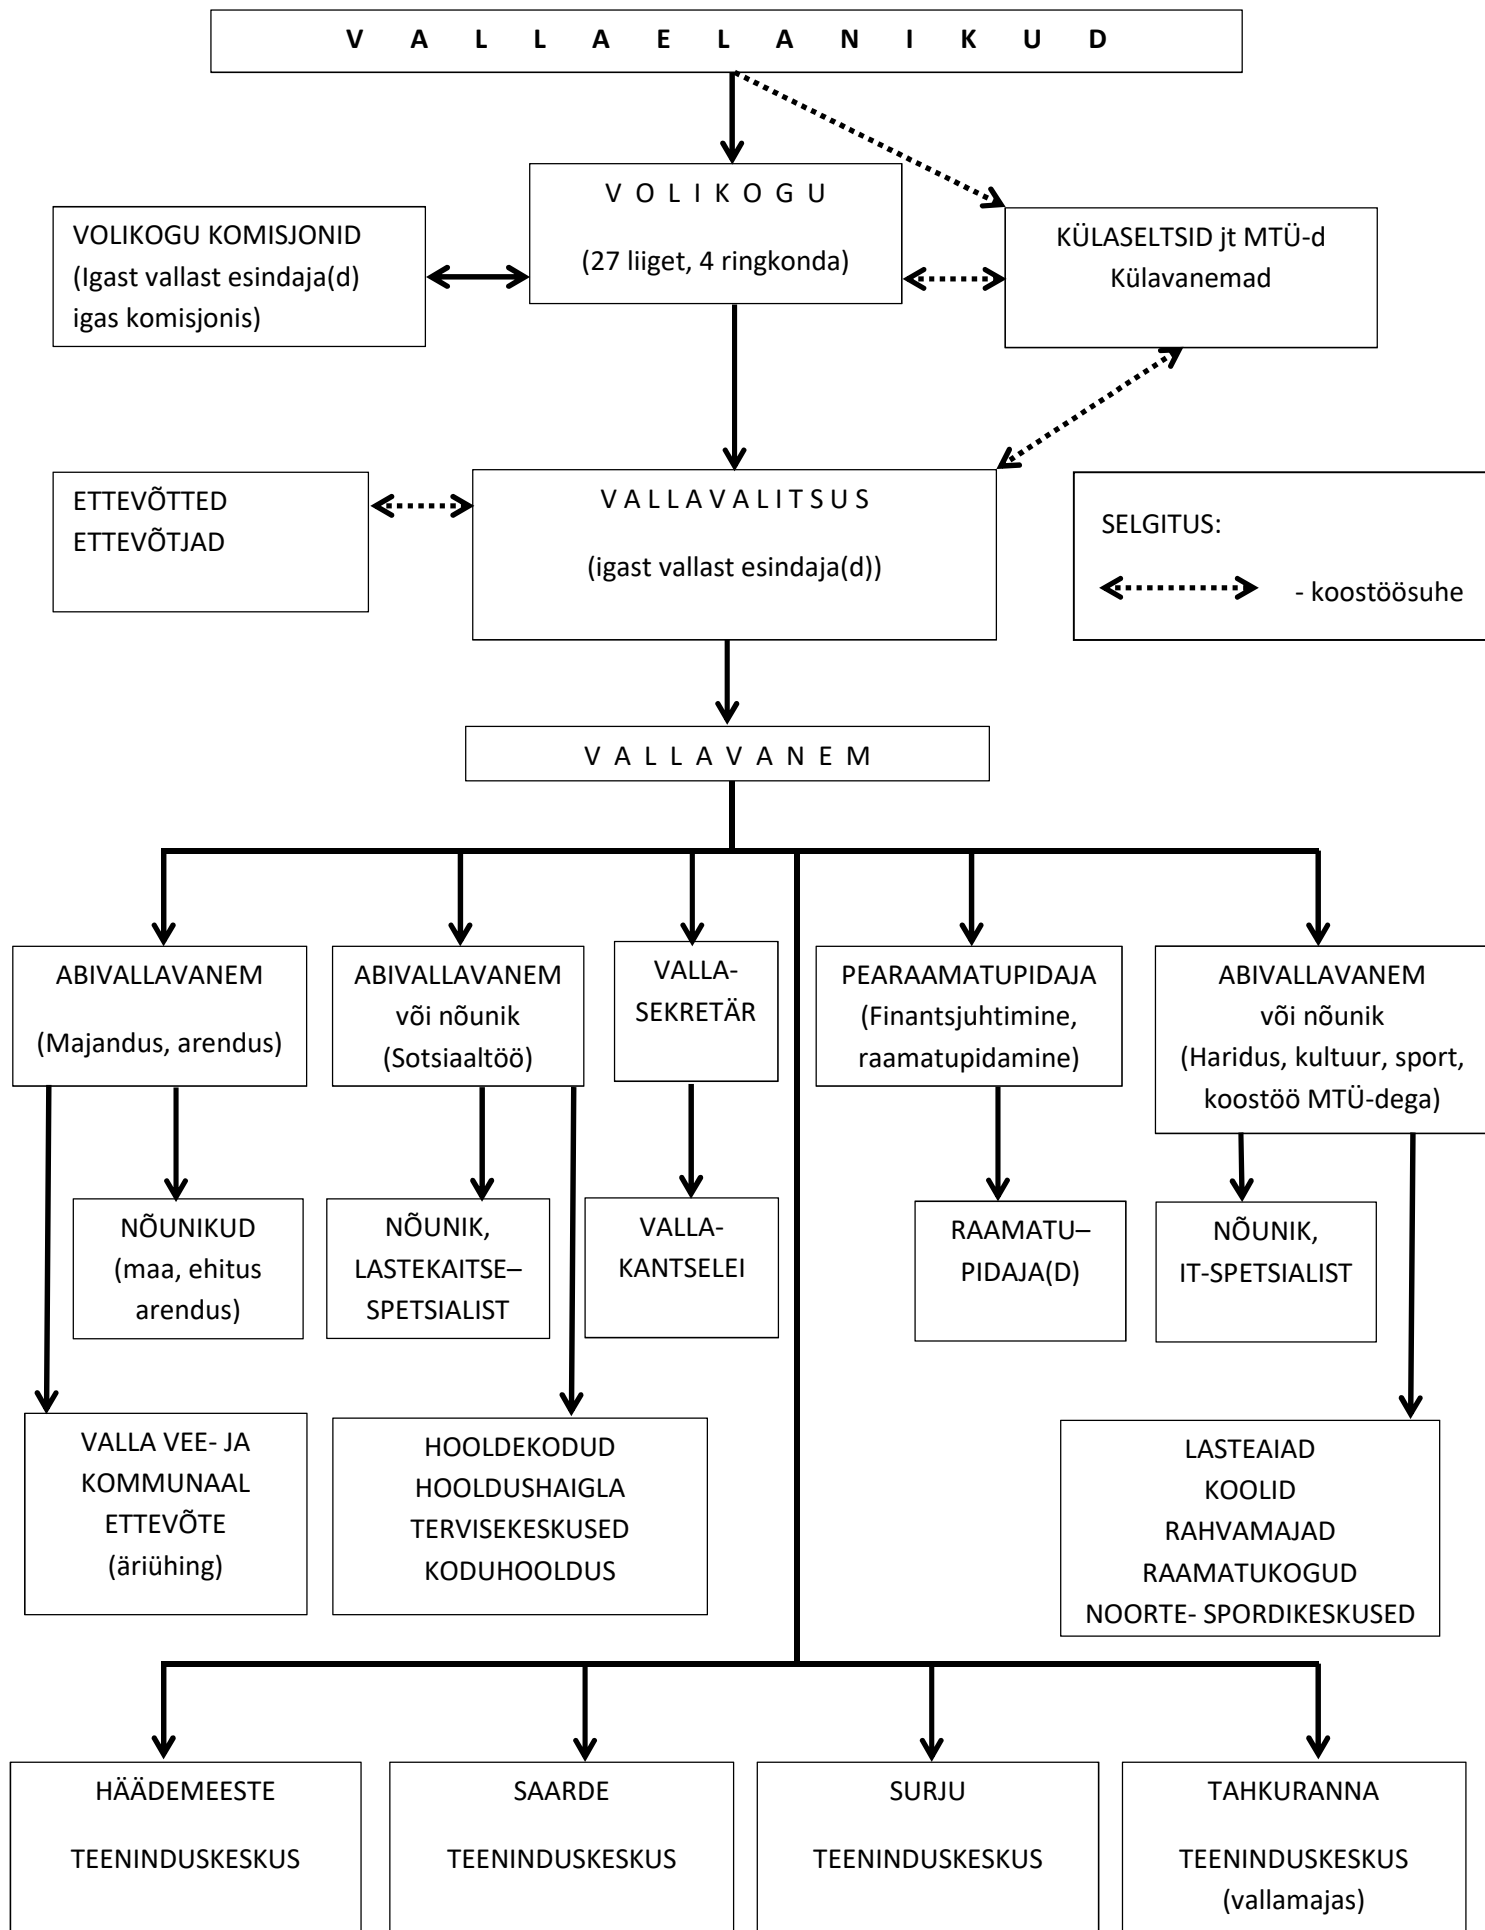 V A L L A E L A N I K U D
V O L I K O G U
(27 liiget, 4 ringkonda)
VOLIKOGU KOMISJONID
(Igast vallast esindaja(d)
igas komisjonis)
KÜLASELTSID jt MTÜ-d
Külavanemad
ETTEVÕTTED
ETTEVÕTJAD
V A L L A V A L I T S U S
(igast vallast esindaja(d))
SELGITUS:
- koostöösuhe
V A L L A V A N E M
ABIVALLAVANEM
(Majandus, arendus)
ABIVALLAVANEM
või nõunik
(Sotsiaaltöö)
VALLA-
SEKRETÄR
PEARAAMATUPIDAJA
(Finantsjuhtimine,
raamatupidamine)
ABIVALLAVANEM
või nõunik
(Haridus, kultuur, sport,
koostöö MTÜ-dega)
NÕUNIKUD
(maa, ehitus
arendus)
NÕUNIK,
LASTEKAITSE–
SPETSIALIST
VALLA-
KANTSELEI
RAAMATU–
PIDAJA(D)
NÕUNIK,
IT-SPETSIALIST
VALLA VEE- JA
KOMMUNAAL
ETTEVÕTE
(äriühing)
HOOLDEKODUD
HOOLDUSHAIGLA
TERVISEKESKUSED
KODUHOOLDUS
LASTEAIAD
KOOLID
RAHVAMAJAD
RAAMATUKOGUD
NOORTE- SPORDIKESKUSED
HÄÄDEMEESTE
TEENINDUSKESKUS
SAARDE
TEENINDUSKESKUS
SURJU
TEENINDUSKESKUS
TAHKURANNA
TEENINDUSKESKUS
(vallamajas)